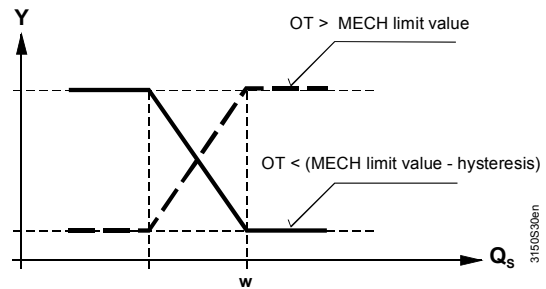 Y
OT > MECH limit value
OT < (MECH limit value - hysteresis)
3150S30en
Qs
w